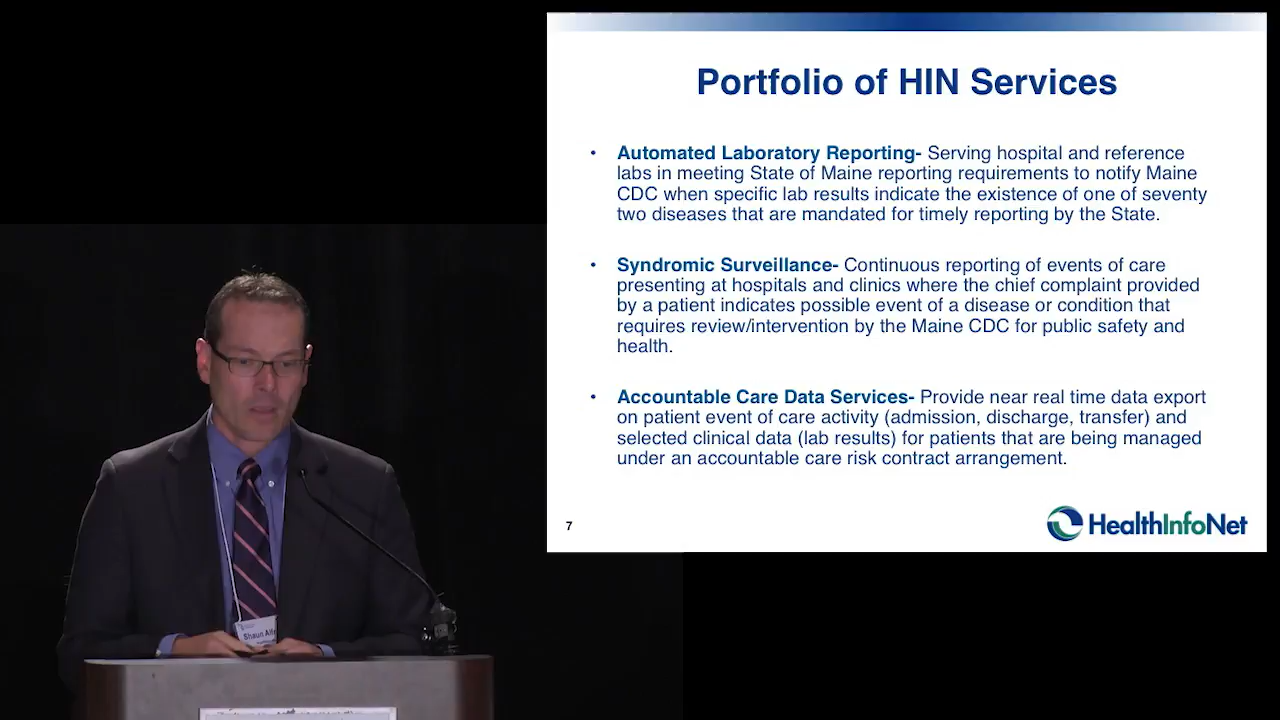 Portfolio of HIN Services
• Automated Laboratory Reporting- Serving hospital and reference
labs in meeting State of Maine reporting requirements to notify Maine
CDC when specific lab results indicate the existence of one of seventy
two diseases that are mandated for timely reporting by the State.
• Syndromic Surveillance- Continuous reporting of events of care
presenting at hospitals and clinics where the chief complaint provided
by a patient indicates possible event of a disease or condition that
requires review/intervention by the Maine CDC for public safety and
health.
• Accountable Care Data Services- Provide near real time data export
on patient event of care activity (admission, discharge, transfer) and
selected clinical data (lab results) for patients that are being managed
under an accountable care risk contract arrangement.
7
HealthInfoNet
Shaun